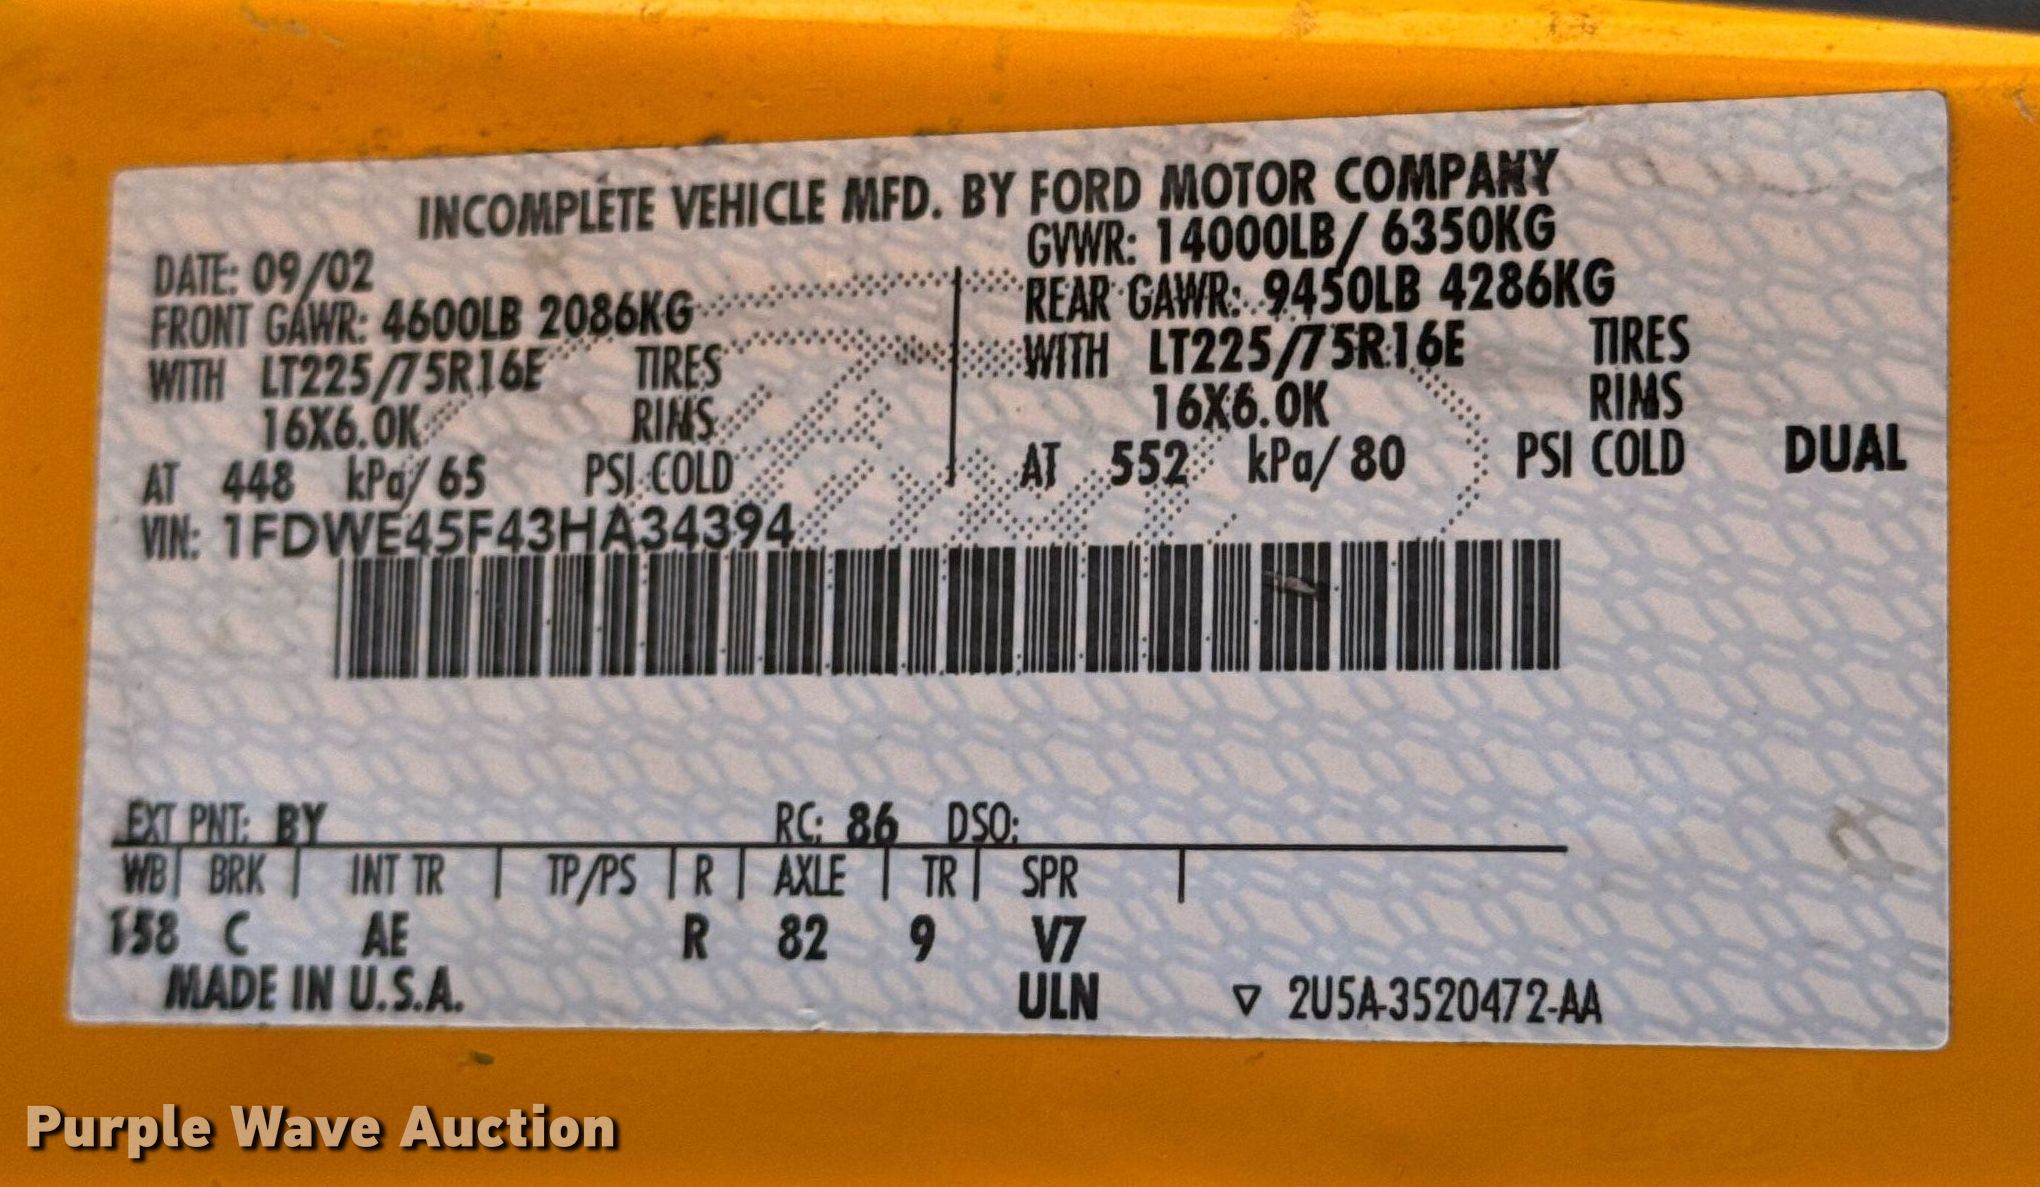 INCOMPLETE VEHICLE MFD. BY FORD MOTOR COMPANY
DATE: 09/02 GVWR: 14000LB/ 6350KG
FRONT GAWR: 4600LB 2086KG REAR GAWR: 9450LB 4286KG
WITH LT225/75R16E TIRES WITH LT225/75R16E TIRES
16X6.0K RIMS 16X6.0K RIMS
AT 448 kPa/ 65 PSI COLD AT 552 kPa/ 80 PSI COLD DUAL
VIN: 1FDWE45F43HA34394
EXT PNT: BY RC: 86 DSO:
WB | BRK | INT TR | TP/PS | R | AXLE | TR | SPR |
158 C AE R 82 9 V7
MADE IN U.S.A. ULN ▽ 2U5A-3520472-AA
Purple Wave Auction